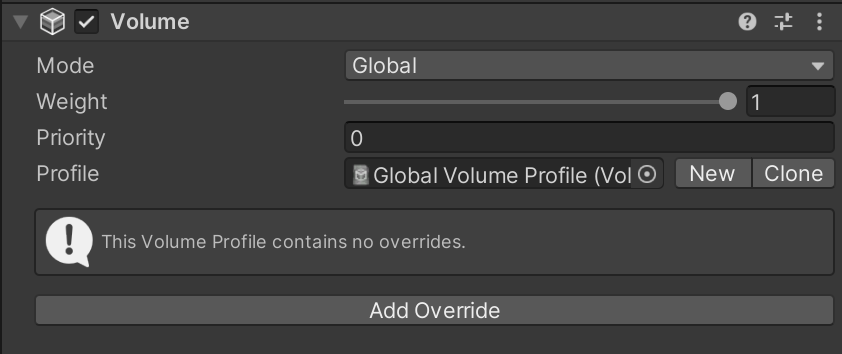 Volume
Mode Global
Weight 1
Priority 0
Profile Global Volume Profile (Vol New Clone
This Volume Profile contains no overrides.
Add Override